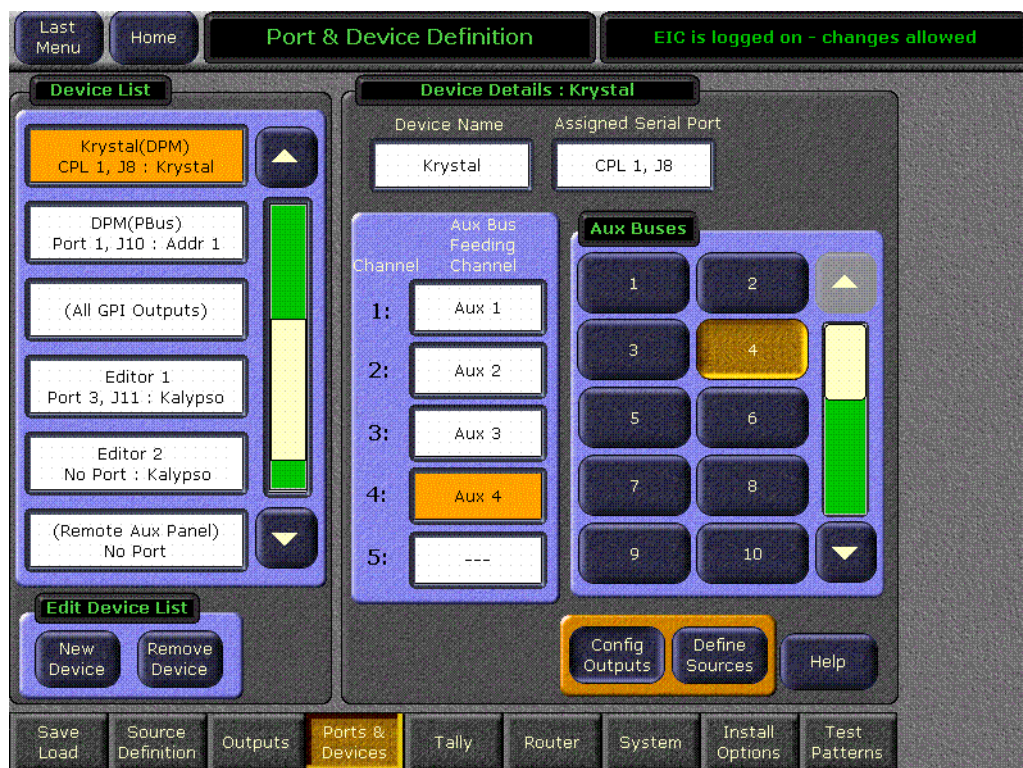 Last
Menu
Home
Port & Device Definition
EIC is logged on - changes allowed
Device List
Krystal(DPM)
CPL 1, J8 : Krystal
DPM(PBus)
Port 1, J10 : Addr 1
(All GPI Outputs)
Editor 1
Port 3, J11 : Kalypso
Editor 2
No Port : Kalypso
(Remote Aux Panel)
No Port
Edit Device List
New
Device
Remove
Device
Device Details : Krystal
Device Name
Assigned Serial Port
Krystal
CPL 1, J8
Channel
Aux Bus
Feeding
Channel
1: Aux 1
2: Aux 2
3: Aux 3
4: Aux 4
5: ---
Aux Buses
1 2
3 4
5 6
7 8
9 10
Config
Outputs
Define
Sources
Help
Save
Load
Source
Definition
Outputs
Ports &
Devices
Tally
Router
System
Install
Options
Test
Patterns